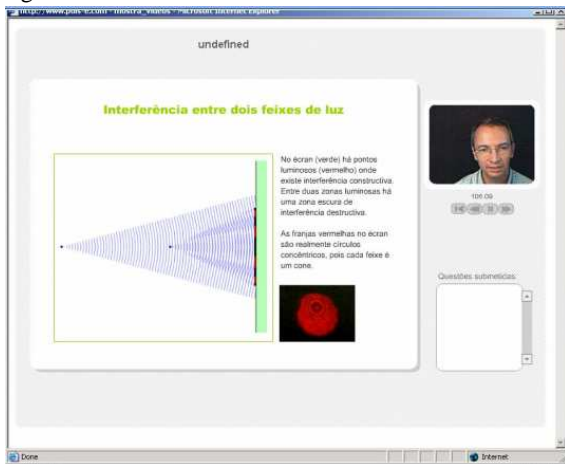 undefined
Interferência entre dois feixes de luz
No écran (verde) há pontos
luminosos (vermelho) onde
existe interferência constructiva.
Entre duas zonas luminosas há
uma zona escura de
interferência destructiva.
As franjas vermelhas no écran
são realmente círculos
concêntricos, pois cada feixe é
um cone.
Questões submetidas:
Done
Internet